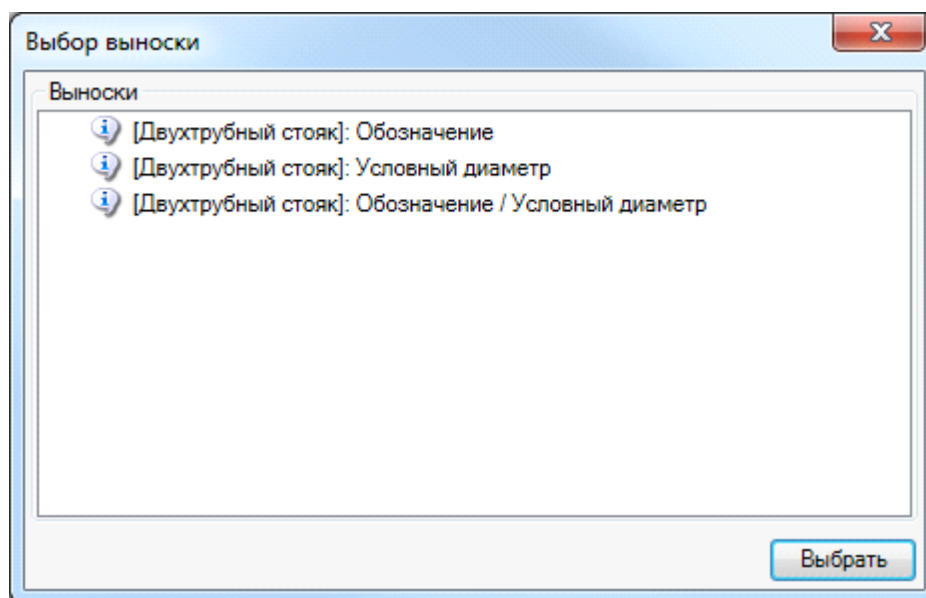 Выбор выноски
Выноски
[Двухтрубный стояк]: Обозначение
[Двухтрубный стояк]: Условный диаметр
[Двухтрубный стояк]: Обозначение / Условный диаметр
Выбрать